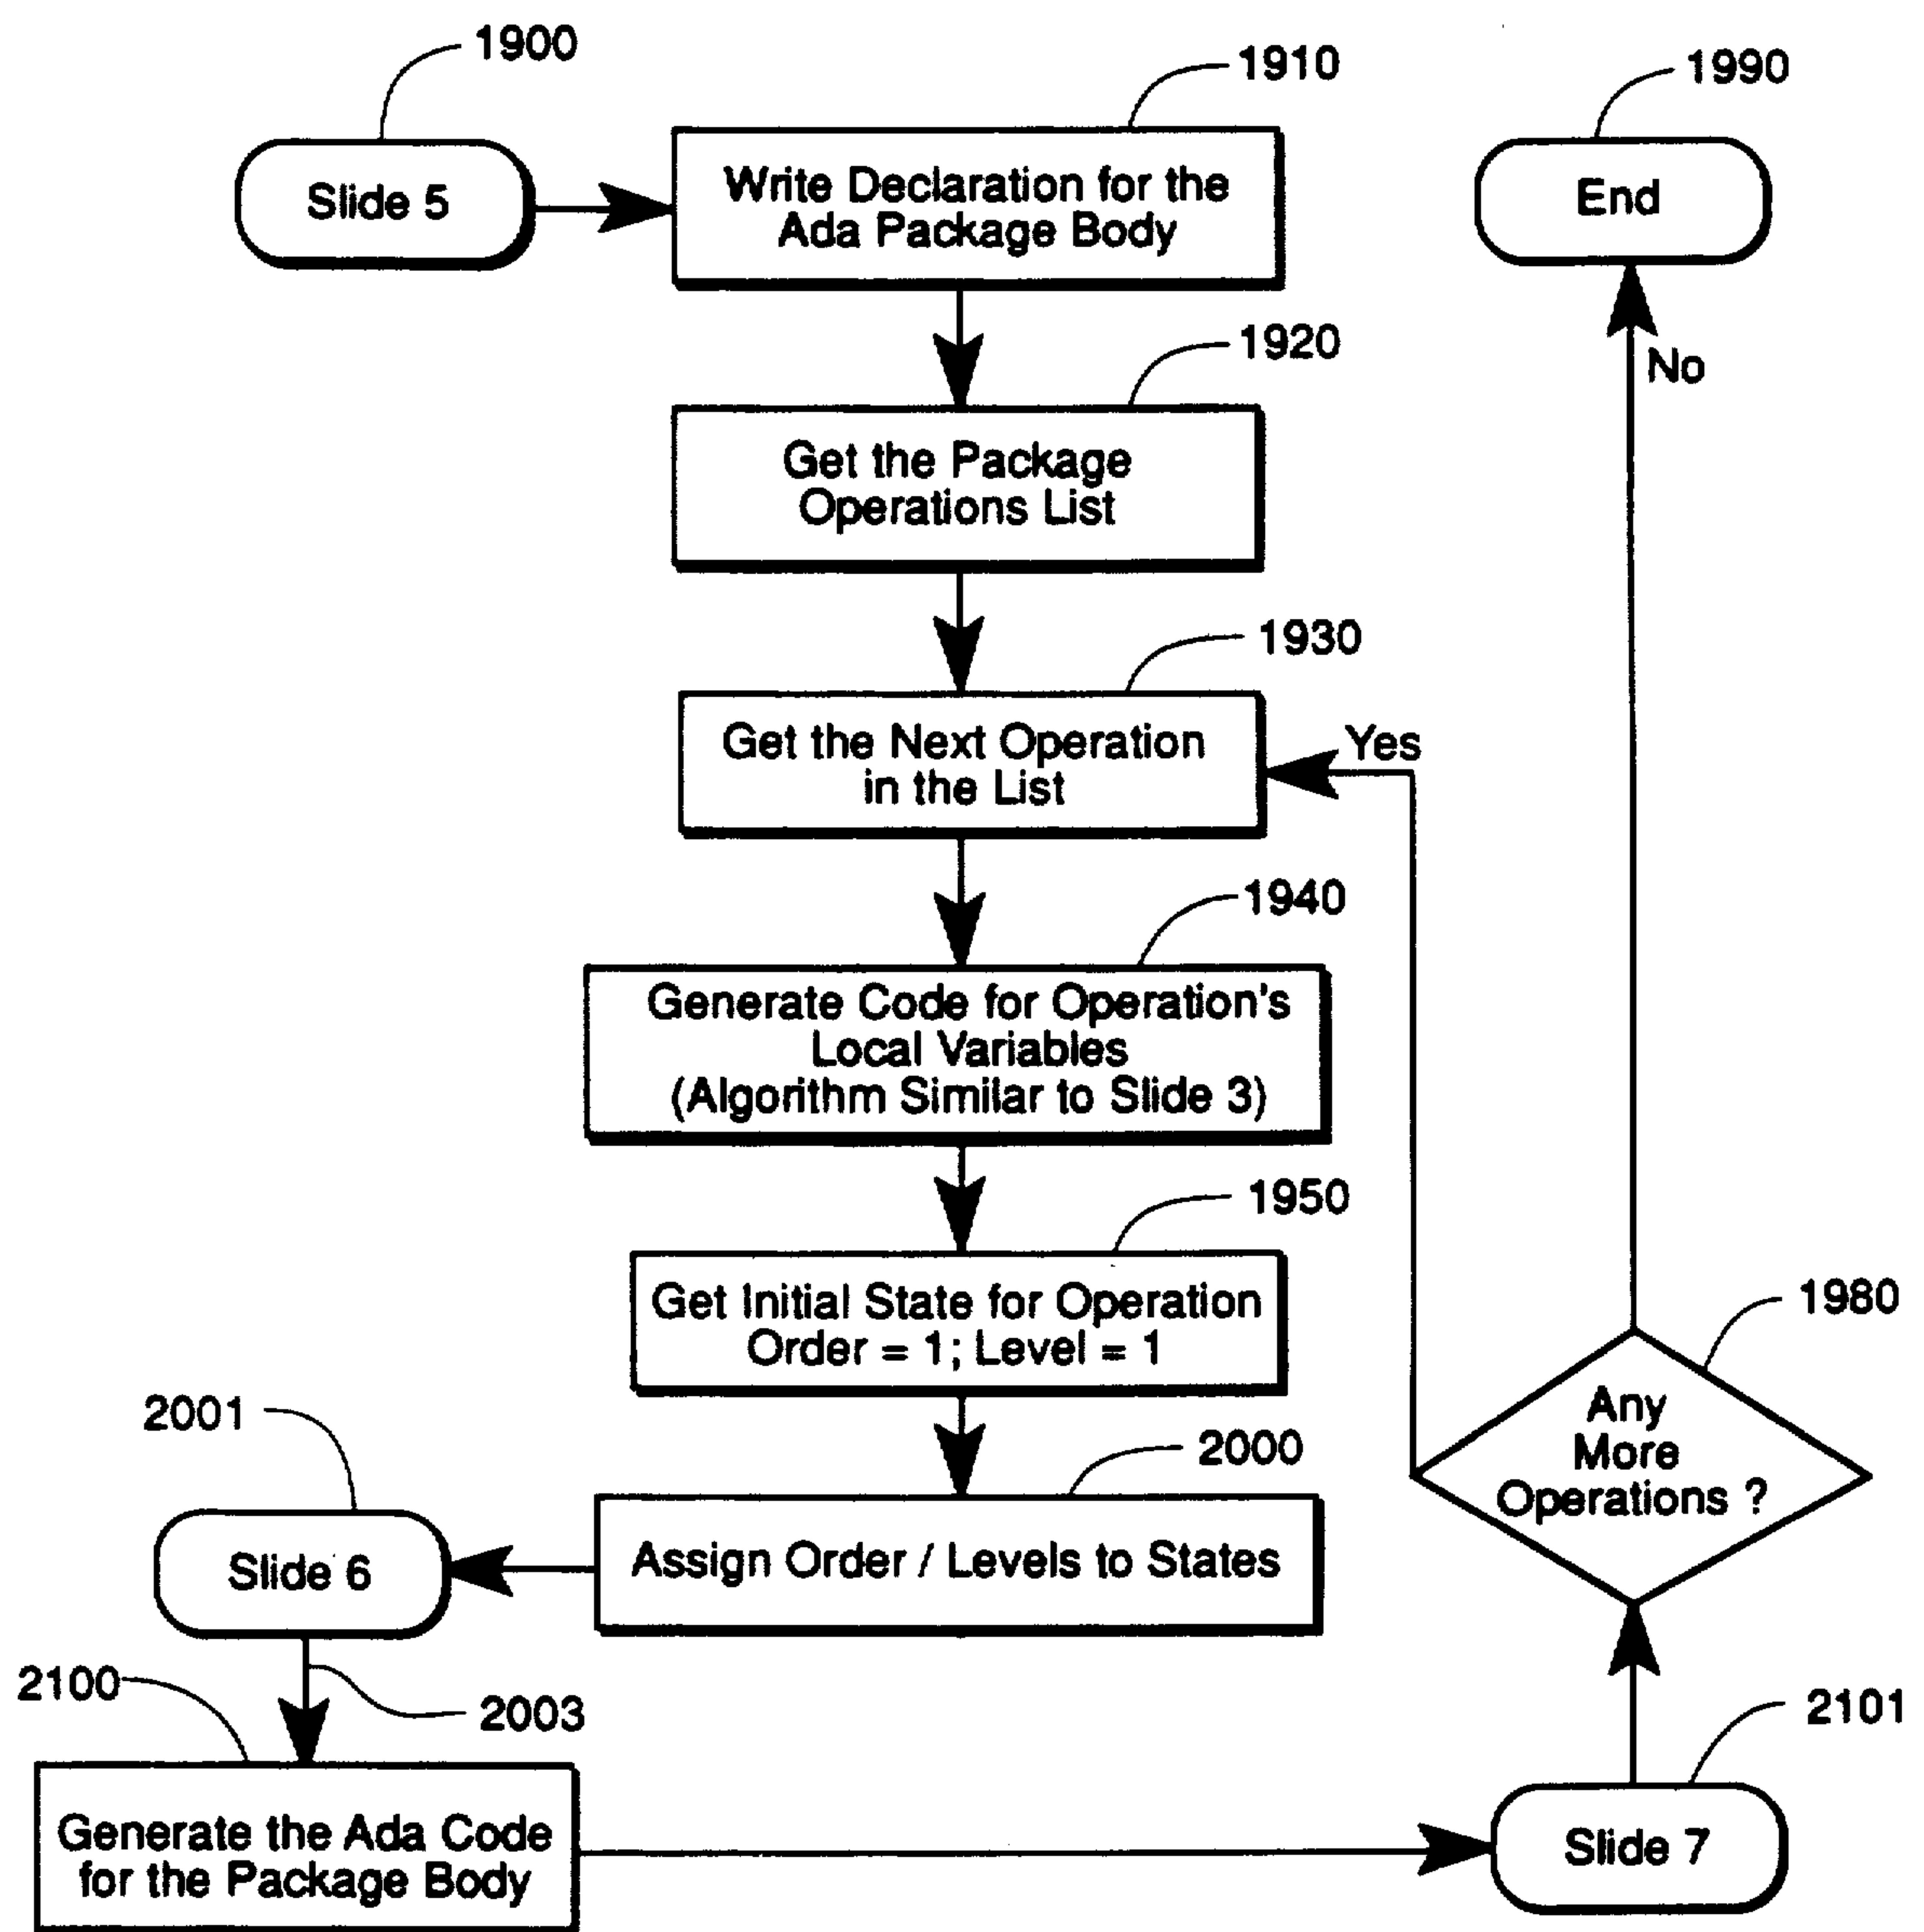 1900
Slide 5
1910
Write Declaration for the
Ada Package Body
1990
End
No
1920
Get the Package
Operations List
1930
Get the Next Operation
in the List
Yes
1940
Generate Code for Operation's
Local Variables
(Algorithm Similar to Slide 3)
1950
Get Initial State for Operation
Order = 1; Level = 1
2000
Assign Order / Levels to States
2001
Slide 6
2003
2100
Generate the Ada Code
for the Package Body
2101
Slide 7
1980
Any
More
Operations ?